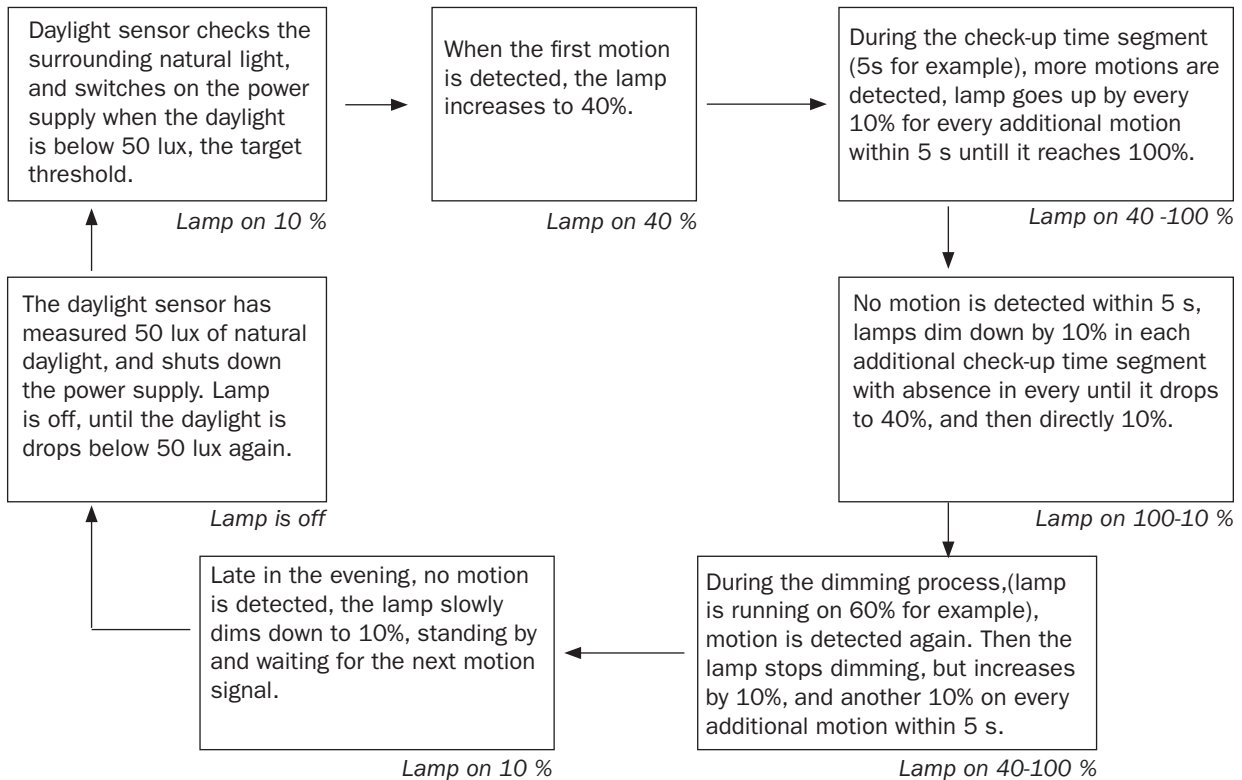 Daylight sensor checks the
surrounding natural light,
and switches on the power
supply when the daylight
is below 50 lux, the target
threshold.
Lamp on 10 %
When the first motion
is detected, the lamp
increases to 40%.
Lamp on 40 %
During the check-up time segment
(5s for example), more motions are
detected, lamp goes up by every
10% for every additional motion
within 5 s untill it reaches 100%.
Lamp on 40 -100 %
No motion is detected within 5 s,
lamps dim down by 10% in each
additional check-up time segment
with absence in every until it drops
to 40%, and then directly 10%.
Lamp on 100-10 %
During the dimming process,(lamp
is running on 60% for example),
motion is detected again. Then the
lamp stops dimming, but increases
by 10%, and another 10% on every
additional motion within 5 s.
Lamp on 40-100 %
Late in the evening, no motion
is detected, the lamp slowly
dims down to 10%, standing by
and waiting for the next motion
signal.
Lamp on 10 %
The daylight sensor has
measured 50 lux of natural
daylight, and shuts down
the power supply. Lamp
is off, until the daylight is
drops below 50 lux again.
Lamp is off